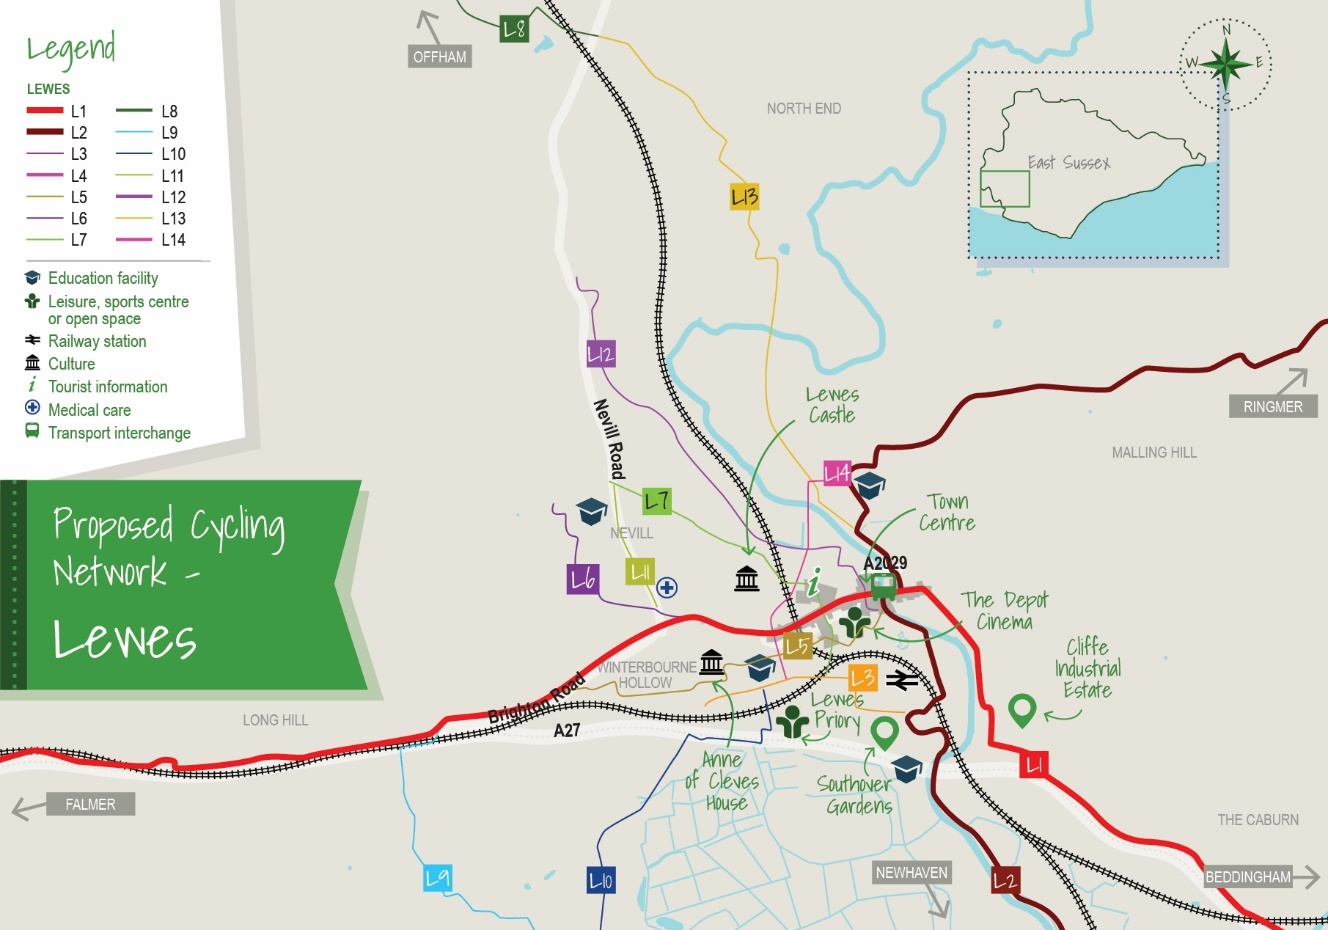 Legend
LEWES
L1
L2
L3
L4
L5
L6
L7
L8
L9
L10
L11
L12
L13
L14
Education facility
Leisure, sports centre
or open space
Railway station
Culture
Tourist information
Medical care
Transport interchange
Proposed Cycling
Network -
Lewes
L8
OFFHAM
NORTH END
N
W
E
S
East Sussex
L13
L12
Nevill Road
Lewes
Castle
RINGMER
MALLING HILL
L14
L7
Town
Centre
NEVILL
L11
L6
i
A2029
The Depot
Cinema
L5
Cliffe
Industrial
Estate
WINTERBOURNE
HOLLOW
L3
Brighton Road
Lewes
Priory
LONG HILL
A27
Anne
of Cleves
House
Southover
Gardens
L1
FALMER
THE CABURN
L9
L10
NEWHAVEN
L2
BEDDINGHAM